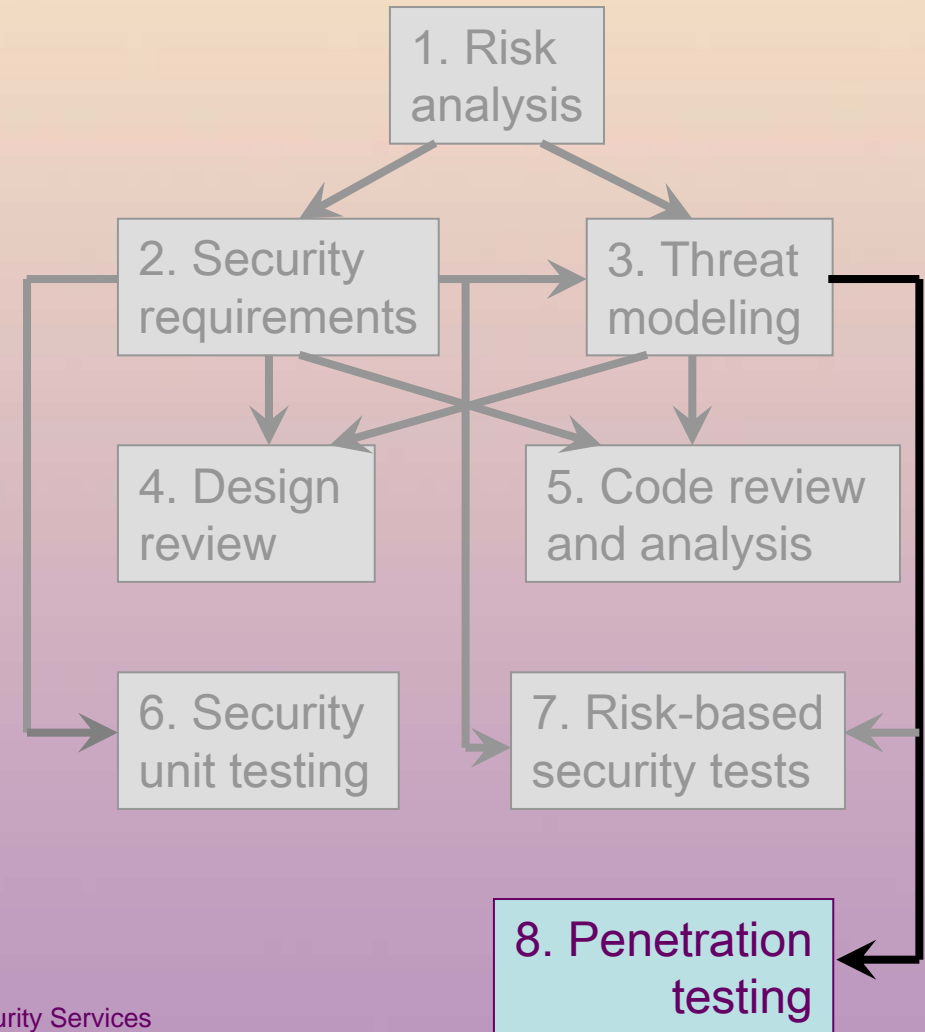 1. Risk
analysis
2. Security
requirements
3. Threat
modeling
4. Design
review
5. Code review
and analysis
6. Security
unit testing
7. Risk-based
security tests
8. Penetration
testing
Services